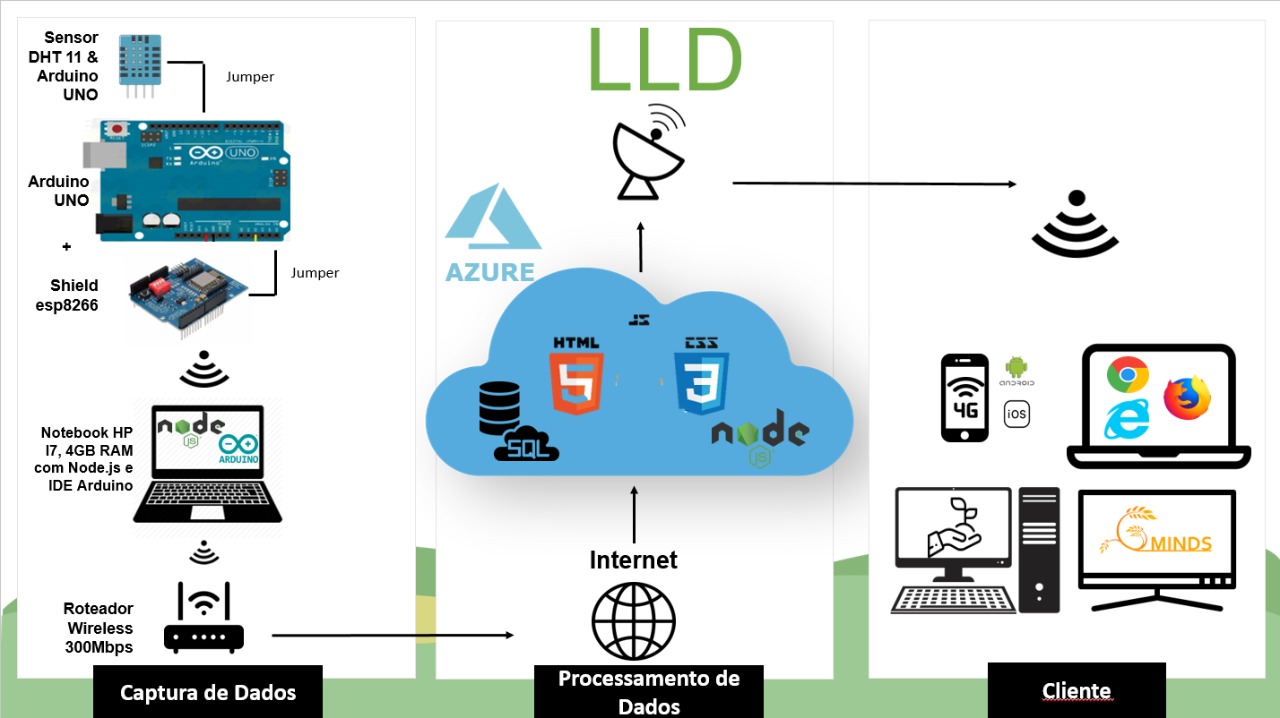 Sensor
DHT 11 &
Arduino
UNO
Jumper
UNO
Arduino
Arduino
UNO
+
Jumper
Shield
esp8266
node
JS
ARDUINO
Notebook HP
I7, 4GB RAM
com Node.js e
IDE Arduino
Roteador
Wireless
300Mbps
Captura de Dados
LLD
AZURE
JS
HTML
5
CSS
3
SQL
node
JS
Internet
Processamento de
Dados
4G
ANDROID
iOS
MINDS
Cliente